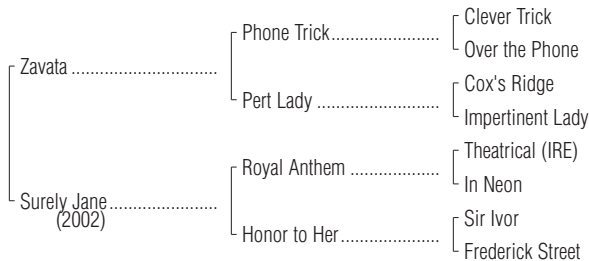 Clever Trick
Phone Trick........................
Over the Phone
Zavata ................................
Cox's Ridge
Pert Lady ...........................
Impertinent Lady
Theatrical (IRE)
Royal Anthem ...................
In Neon
Surely Jane........................
(2002)
Sir Ivor
Honor to Her......................
Frederick Street